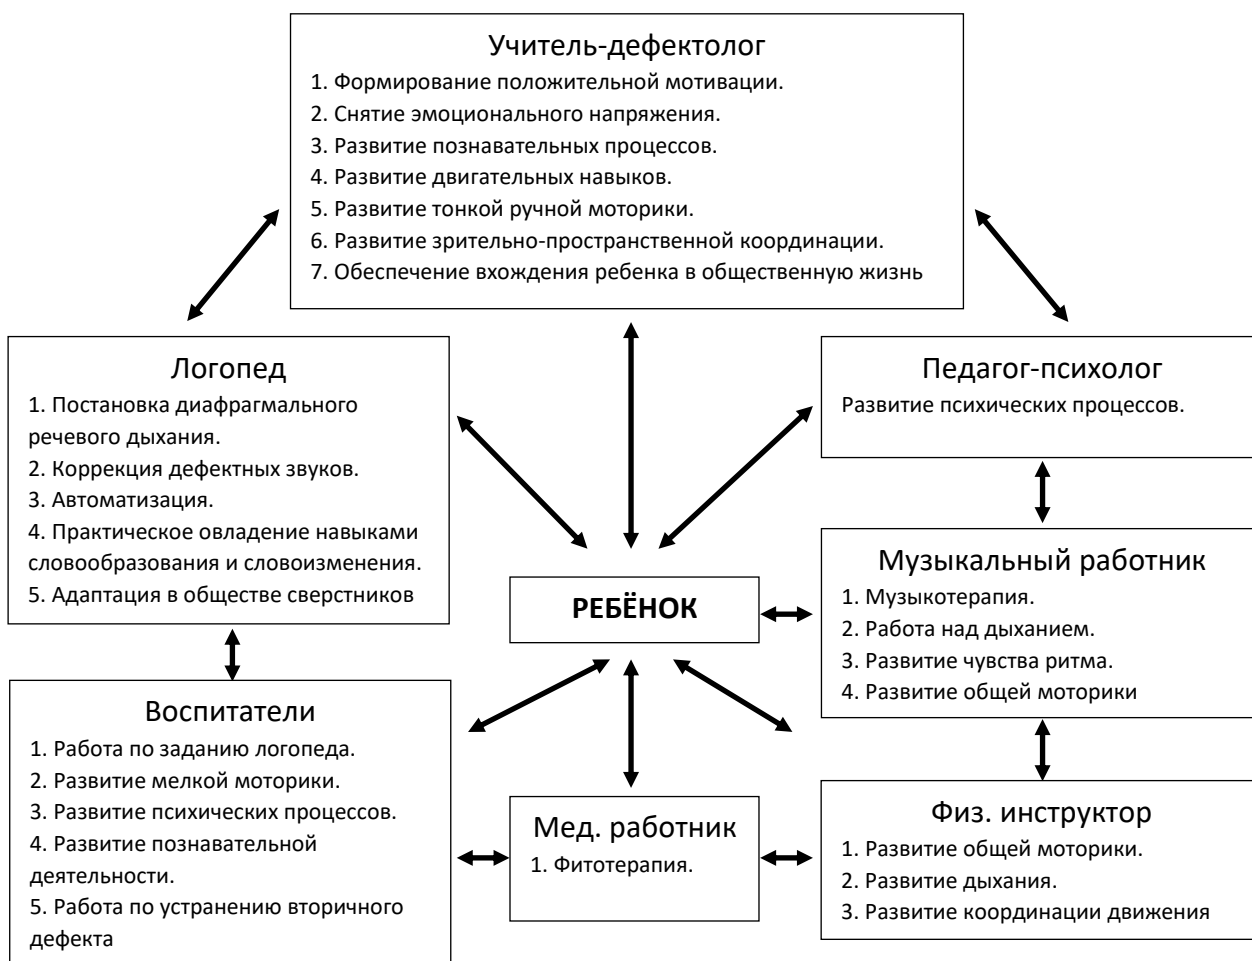 Учитель-дефектолог
1. Формирование положительной мотивации.
2. Снятие эмоционального напряжения.
3. Развитие познавательных процессов.
4. Развитие двигательных навыков.
5. Развитие тонкой ручной моторики.
6. Развитие зрительно-пространственной координации.
7. Обеспечение вхождения ребенка в общественную жизнь
Логопед
1. Постановка диафрагмального
речевого дыхания.
2. Коррекция дефектных звуков.
3. Автоматизация.
4. Практическое овладение навыками
словообразования и словоизменения.
5. Адаптация в обществе сверстников
Педагог-психолог
Развитие психических процессов.
РЕБЁНОК
Музыкальный работник
1. Музыкотерапия.
2. Работа над дыханием.
3. Развитие чувства ритма.
4. Развитие общей моторики
Воспитатели
1. Работа по заданию логопеда.
2. Развитие мелкой моторики.
3. Развитие психических процессов.
4. Развитие познавательной
деятельности.
5. Работа по устранению вторичного
дефекта
Мед. работник
1. Фитотерапия.
Физ. инструктор
1. Развитие общей моторики.
2. Развитие дыхания.
3. Развитие координации движения